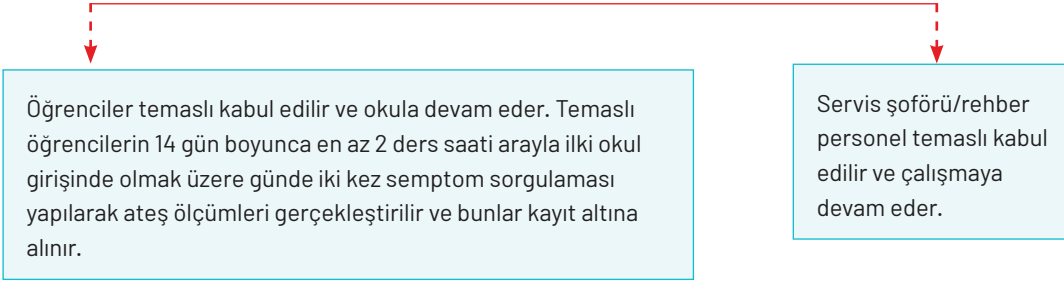 Öğrenciler temaslı kabul edilir ve okula devam eder. Temaslı
öğrencilerin 14 gün boyunca en az 2 ders saati arayla ilki okul
girişinde olmak üzere günde iki kez semptom sorgulaması
yapılarak ateş ölçümleri gerçekleştirilir ve bunlar kayıt altına
alınır.
Servis şoförü/rehber
personel temaslı kabul
edilir ve çalışmaya
devam eder.